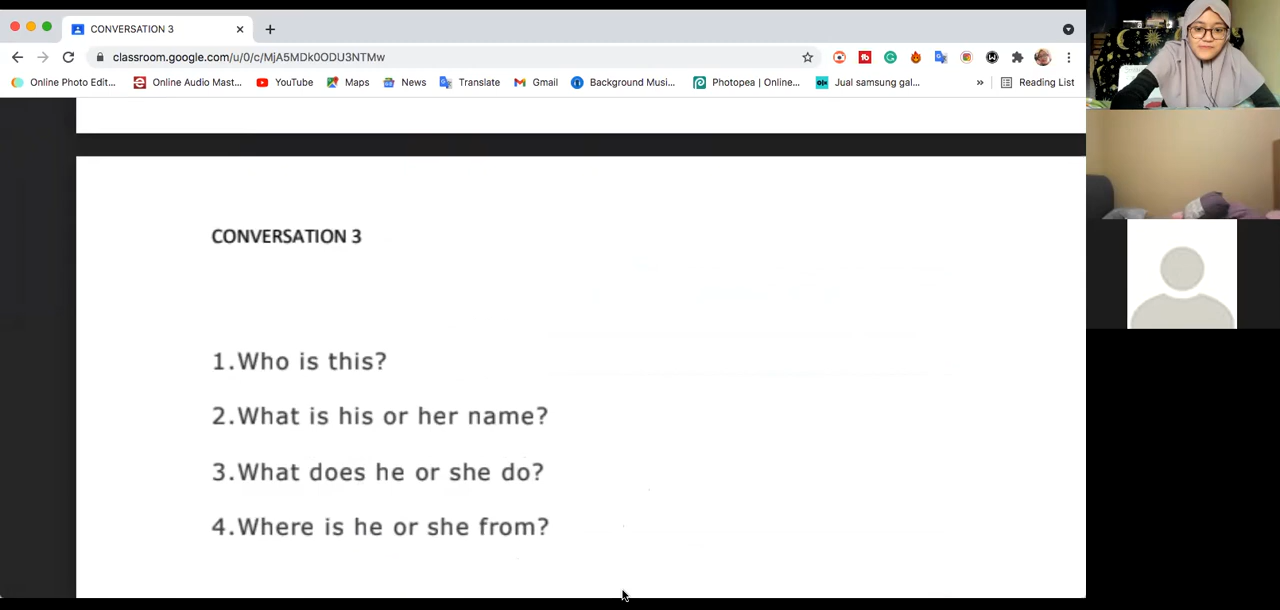 CONVERSATION 3
classroom.google.com/u/0/c/MjA5MDk0ODU3NTMw
Online Photo Edit... Online Audio Mast... YouTube Maps News Translate Gmail Background Musi... Photopea | Online... Jual samsung gal... » Reading List
CONVERSATION 3
1.Who is this?
2.What is his or her name?
3.What does he or she do?
4.Where is he or she from?